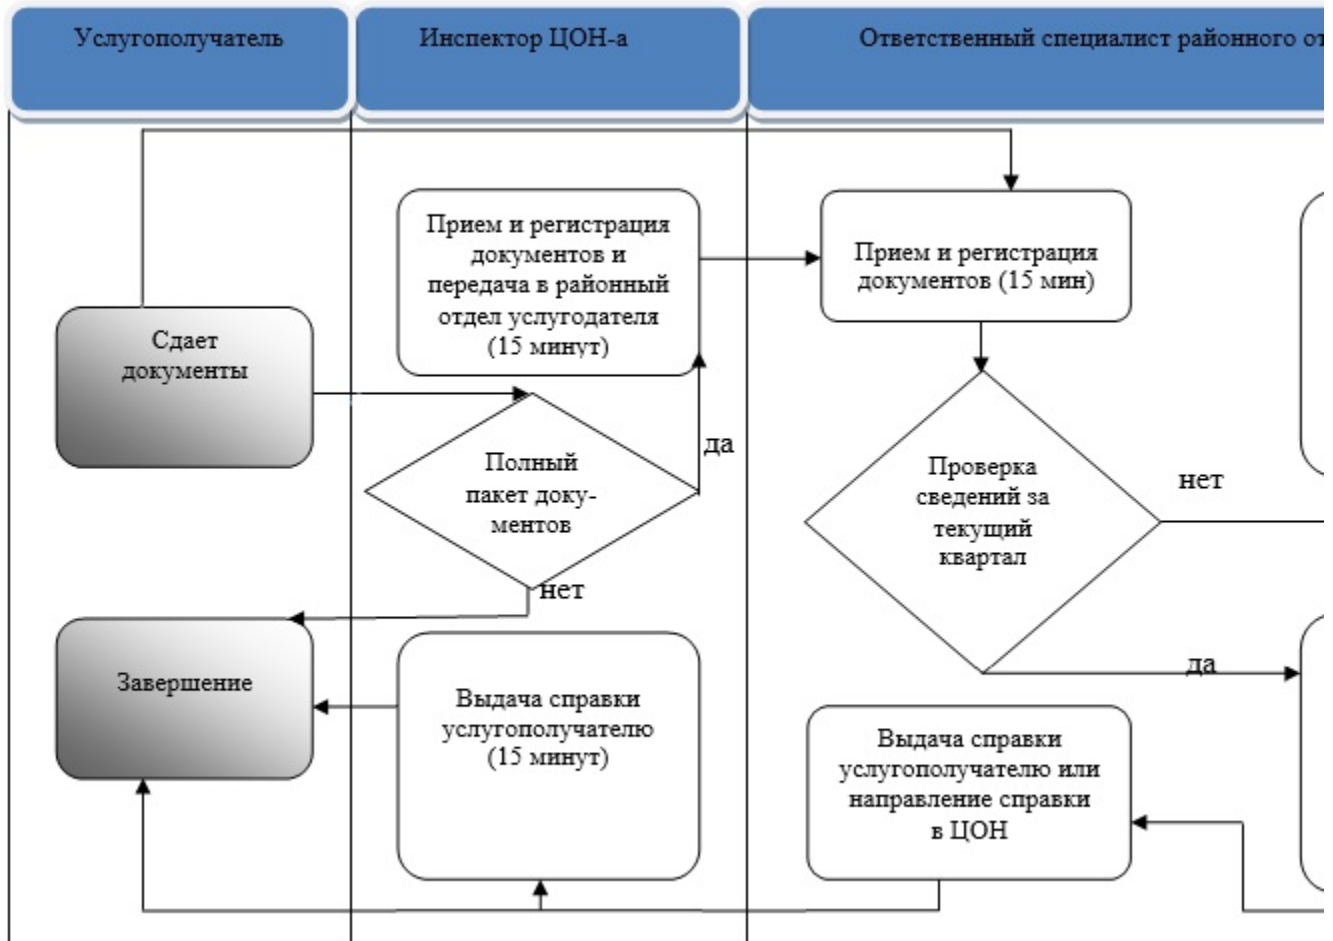 Услугополучатель
Инспектор ЦОН-а
Ответственный специалист районного от
Сдает
документы
Прием и регистрация
документов и
передача в районный
отдел услугодателя
(15 минут)
Прием и регистрация
документов (15 мин)
Полный
пакет доку-
ментов
да
нет
Проверка
сведений за
текущий
квартал
нет
да
Завершение
Выдача справки
услугополучателю
(15 минут)
Выдача справки
услугополучателю или
направление справки
в ЦОН